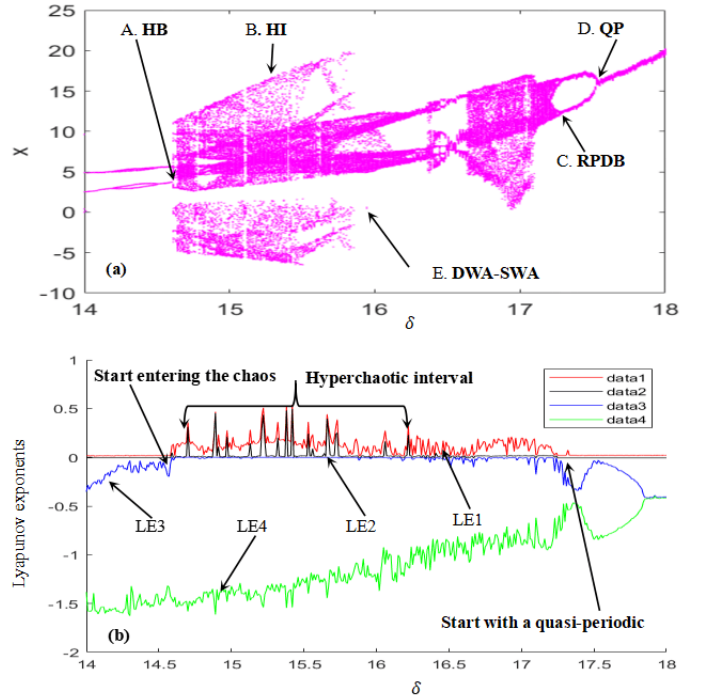 25
A. HB
B. HI
D. QP
20
15
10
5
0
-5
-10
X
C. RPDB
E. DWA-SWA
(a)
14
15
16
17
18
δ
1
0.5
0
-0.5
-1
-1.5
-2
Lyapunov exponents
Start entering the chaos
Hyperchaotic interval
data1
data2
data3
data4
LE3
LE4
LE2
LE1
Start with a quasi-periodic
(b)
14
14.5
15
15.5
16
16.5
17
17.5
18
δ